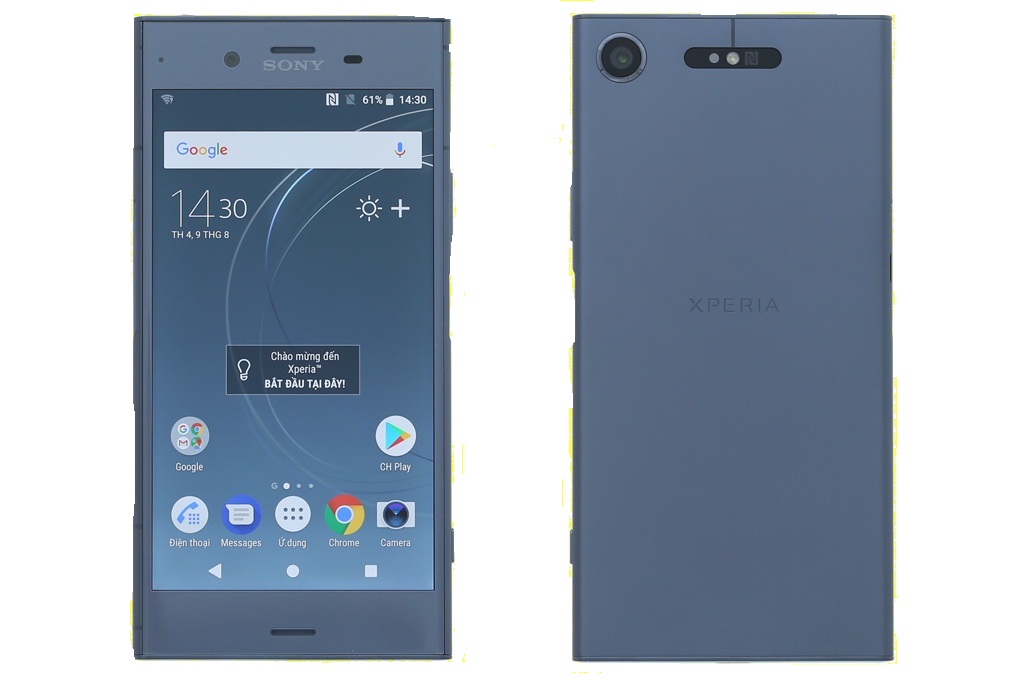 SONY
61% 14:30
Google
14 30
TH 4, 9 THG 8
Chào mừng đến
Xperia™
BẮT ĐẦU TẠI ĐÂY!
Google
CH Play
G
Điện thoại
Messages
Ứ.dụng
Chrome
Camera
XPERIA